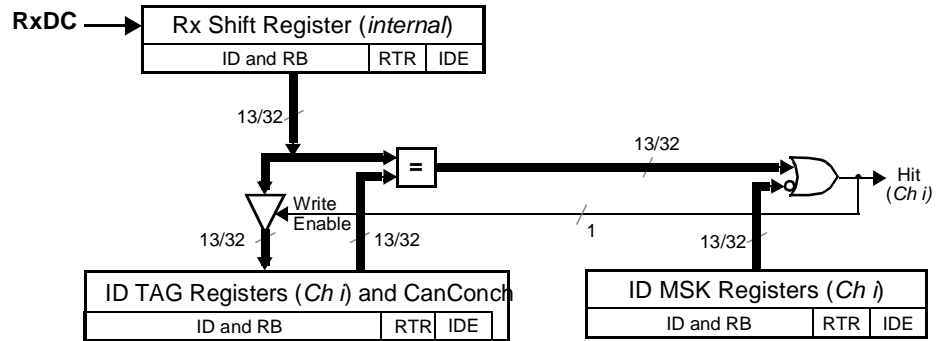 RxDC
Rx Shift Register (internal)
ID and RB RTR IDE
13/32
13/32
=
Hit
(Ch i)
Write
Enable
1
13/32
13/32
13/32
ID TAG Registers (Ch i) and CanConch
ID and RB RTR IDE
ID MSK Registers (Ch i)
ID and RB RTR IDE